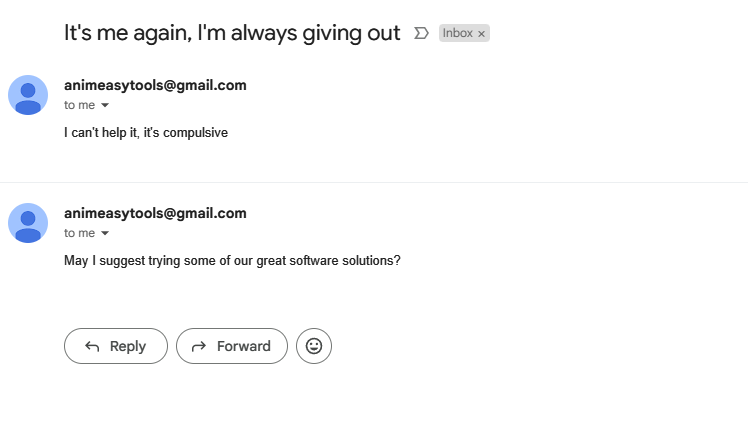 It's me again, I'm always giving out
Inbox ×
animeasytools@gmail.com
to me
I can't help it, it's compulsive
animeasytools@gmail.com
to me
May I suggest trying some of our great software solutions?
Reply
Forward